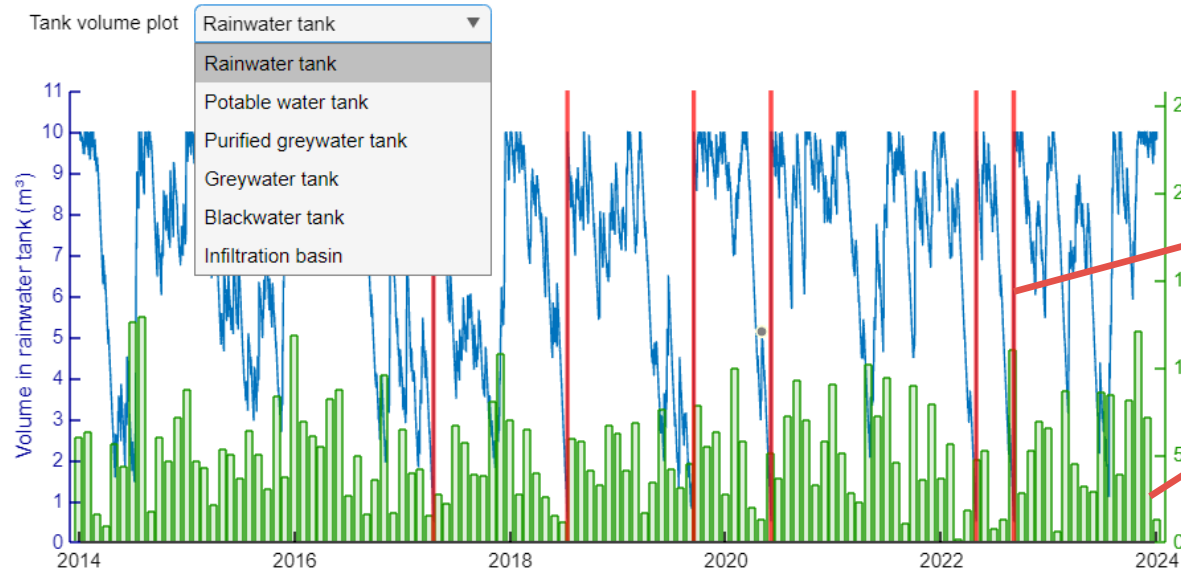 Tank volume plot Rainwater tank
Rainwater tank
Potable water tank
Purified greywater tank
Greywater tank
Blackwater tank
Infiltration basin
Volume in rainwater tank (m³)
11
10
9
8
7
6
5
4
3
2
1
0
2014 2016 2018 2020 2022 2024